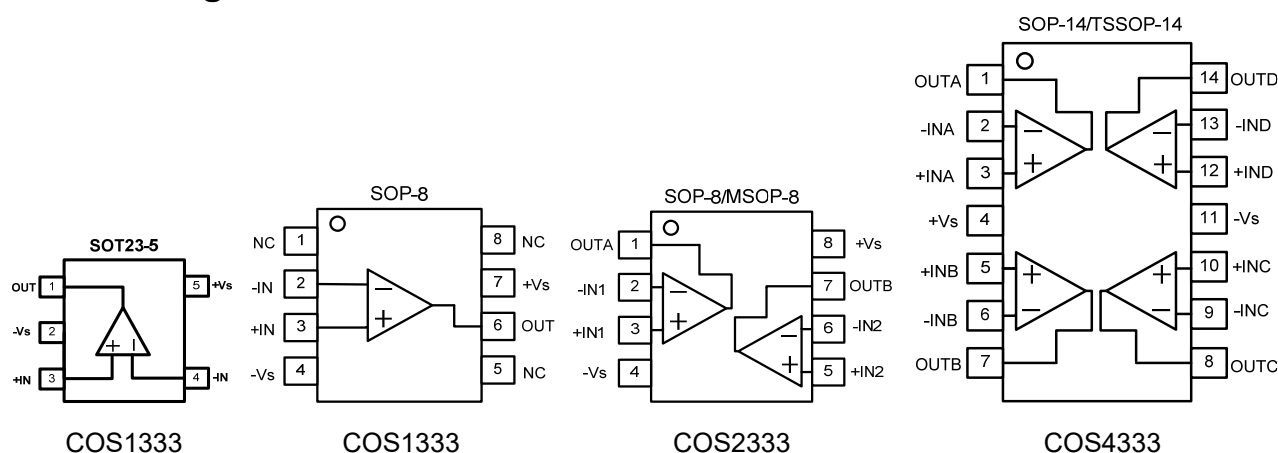 SOT23-5
OUT 1
-Vs 2
+IN 3
5 +Vs
4 -IN
COS1333
SOP-8
NC 1
-IN 2
+IN 3
-Vs 4
8 NC
7 +Vs
6 OUT
5 NC
COS1333
SOP-8/MSOP-8
OUTA 1
-IN1 2
+IN1 3
-Vs 4
8 +Vs
7 OUTB
6 -IN2
5 +IN2
COS2333
SOP-14/TSSOP-14
OUTA 1
-INA 2
+INA 3
+Vs 4
+INB 5
-INB 6
OUTB 7
14 OUTD
13 -IND
12 +IND
11 -Vs
10 +INC
9 -INC
8 OUTC
COS4333